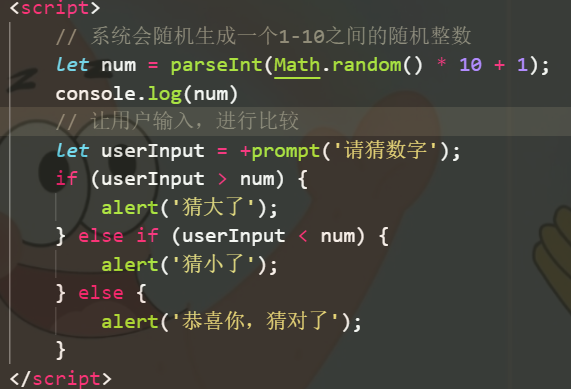 <script>
// 系统会随机生成一个1-10之间的随机整数
let num = parseInt(Math.random() * 10 + 1);
console.log(num)
// 让用户输入，进行比较
let userInput = +prompt('请猜数字');
if (userInput > num) {
alert('猜大了');
} else if (userInput < num) {
alert('猜小了');
} else {
alert('恭喜你，猜对了');
}
</script>